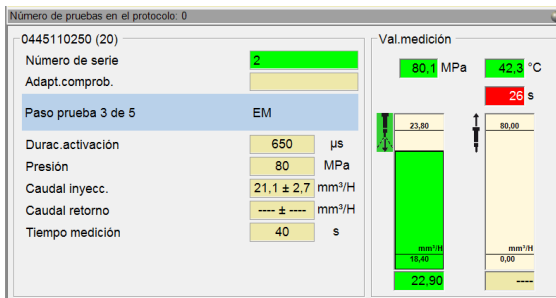 Número de pruebas en el protocolo: 0
0445110250 (20)
Número de serie 2
Adapt.comprob.
Paso prueba 3 de 5 EM
Durac.activación 650 µs
Presión 80 MPa
Caudal inyecc. 21,1 ± 2,7 mm³/H
Caudal retorno ---- ± ---- mm³/H
Tiempo medición 40 s
Val.medición
80,1 MPa 42,3 °C
26 s
23,80 80,00
mm³/H mm³/H
18,40 0,00
22,90 ----